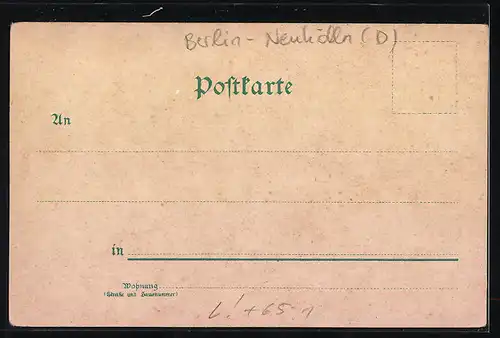 Berlin - Neukölln (D)
Postkarte
An
in
Wohnung
(Straße und Hausnummer)
L! + 65.1